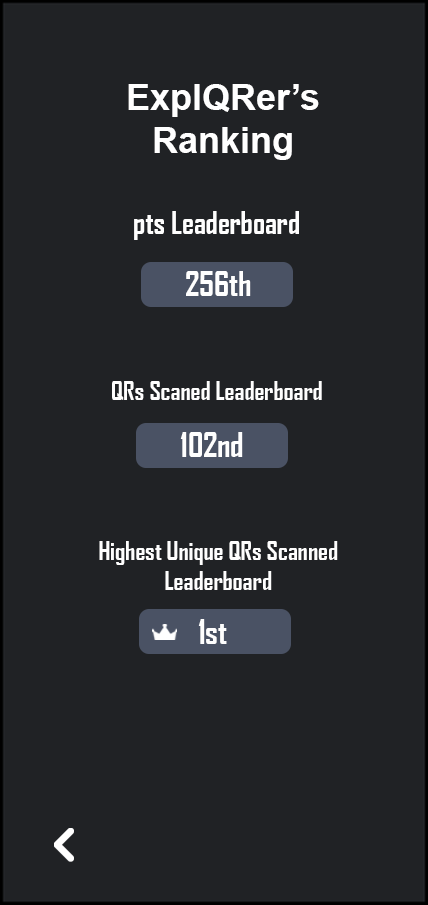 ExplQRer’s
Ranking
pts Leaderboard
256th
QRs Scaned Leaderboard
102nd
Highest Unique QRs Scanned
Leaderboard
1st